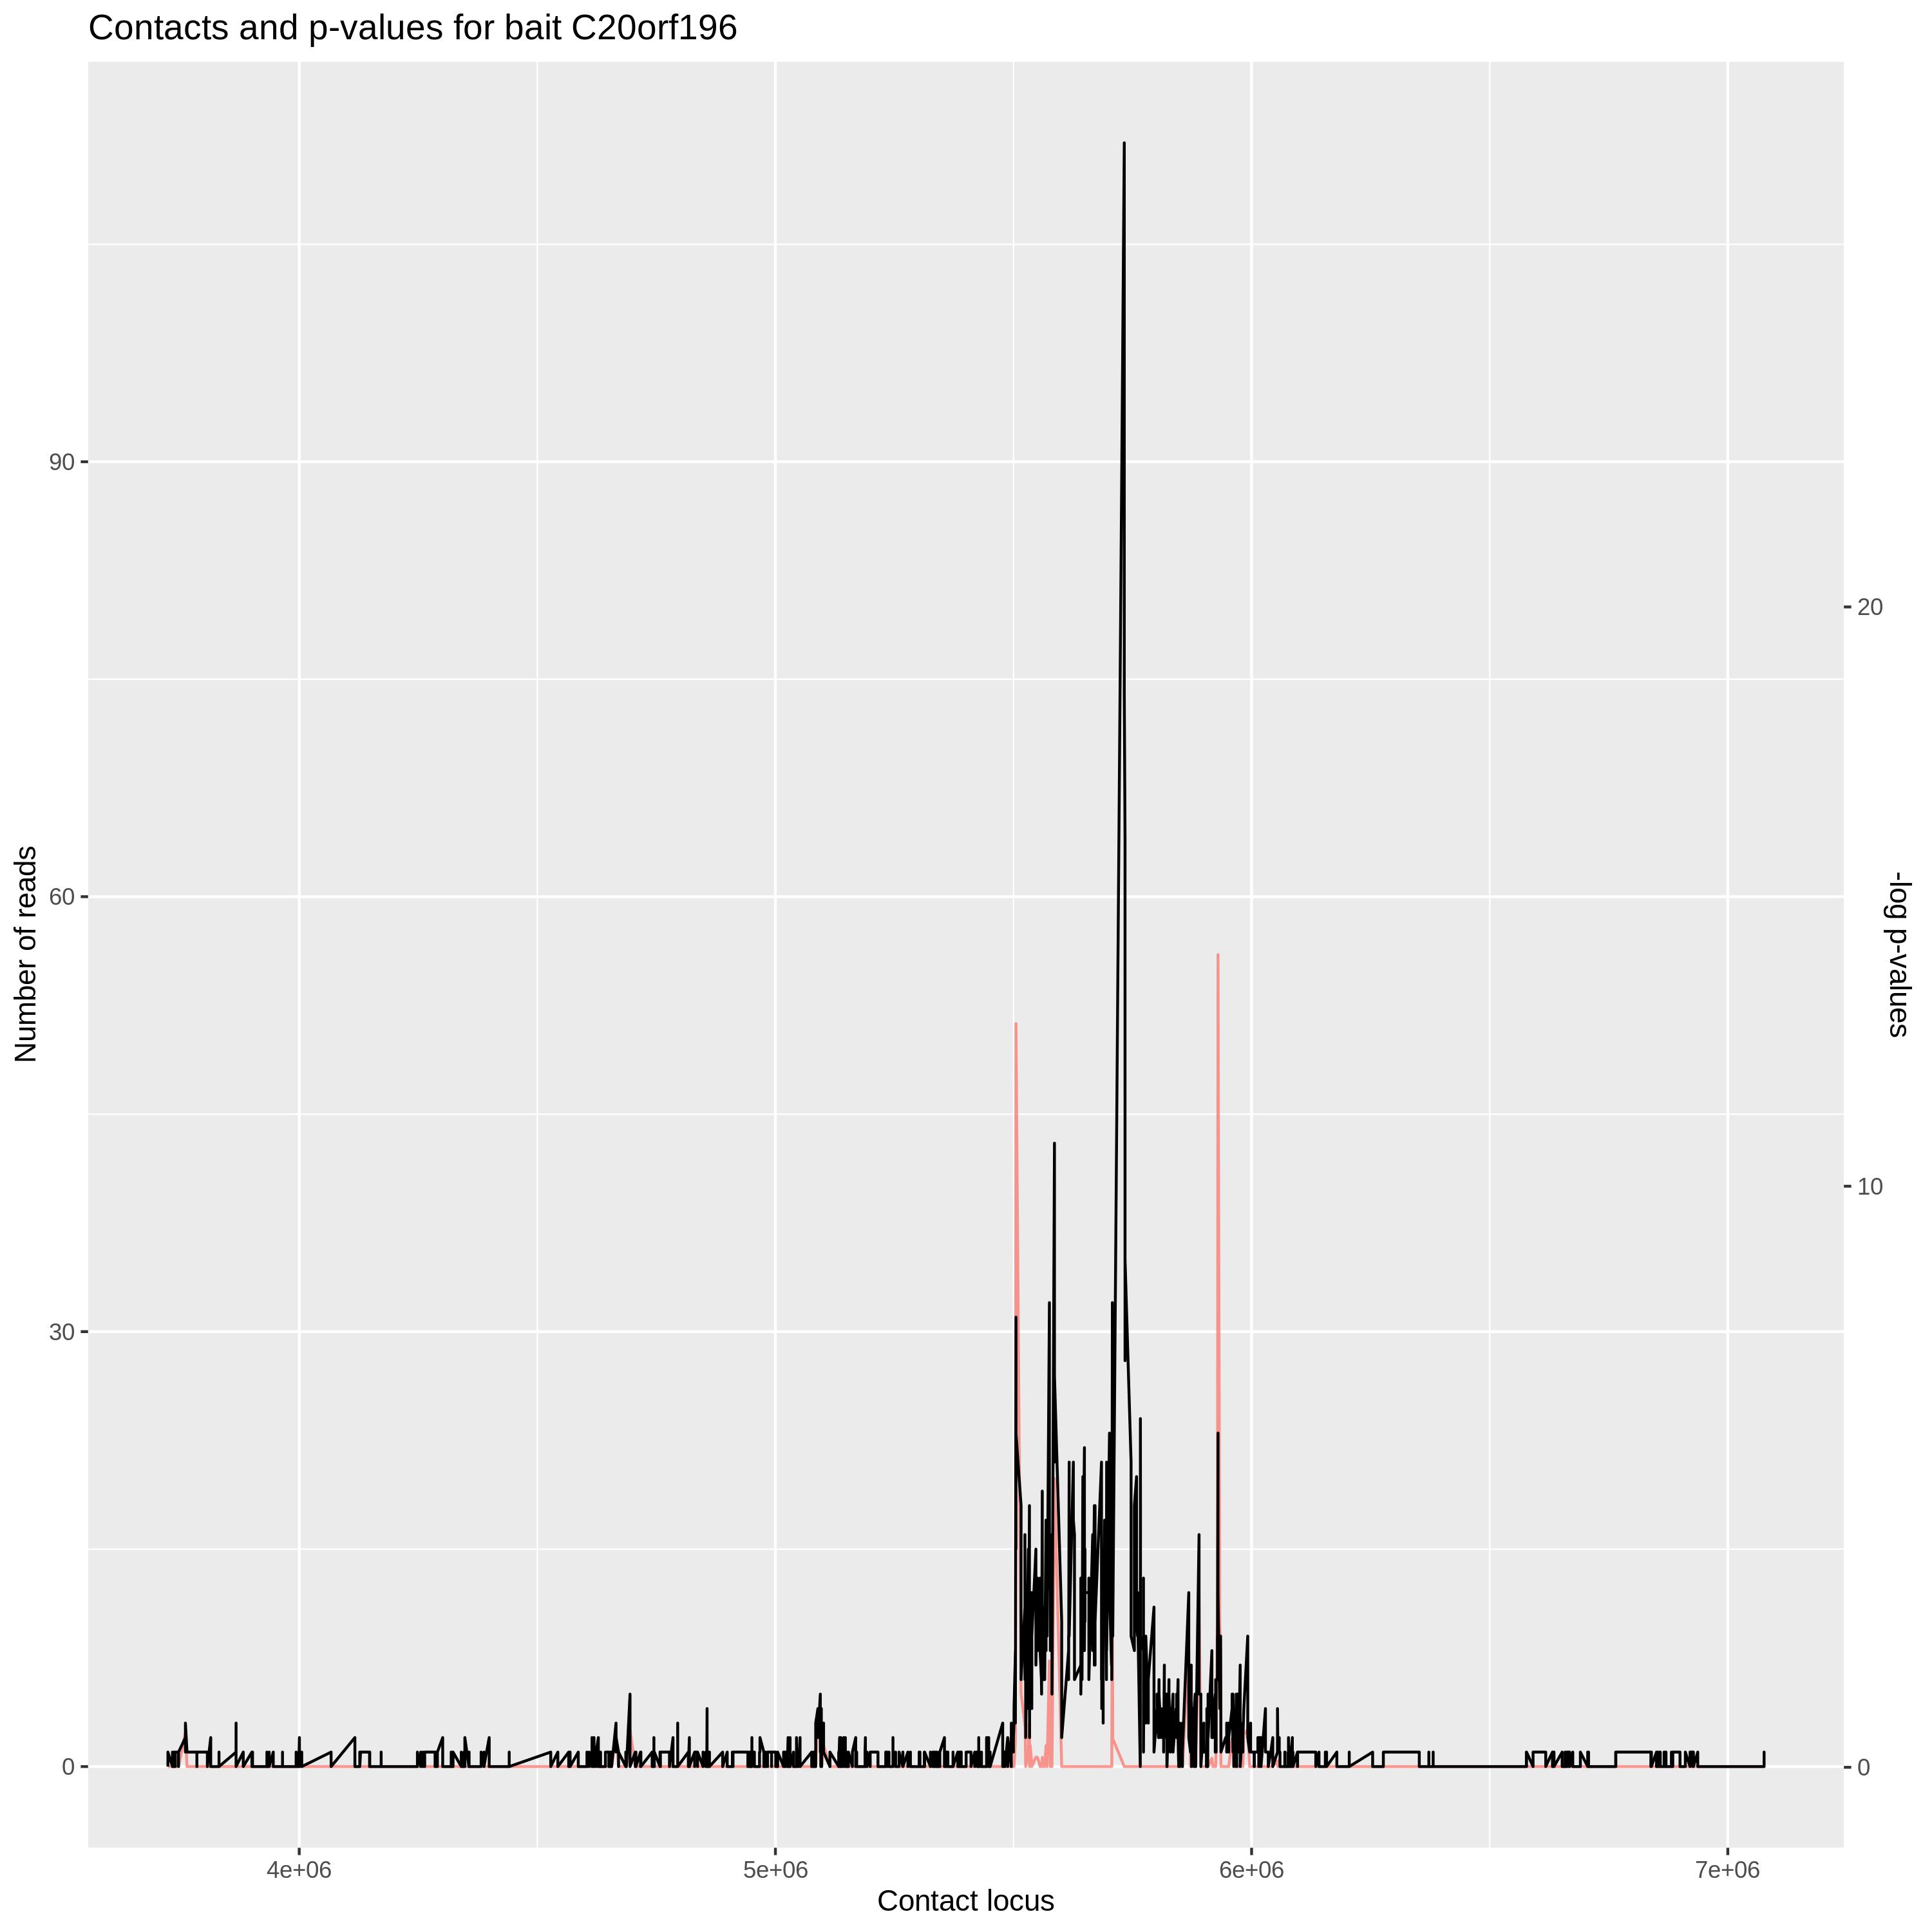 Contacts and p-values for bait C20orf196
90
60
30
0
Number of reads
20
10
0
-log p-values
4e+06
5e+06
6e+06
7e+06
Contact locus